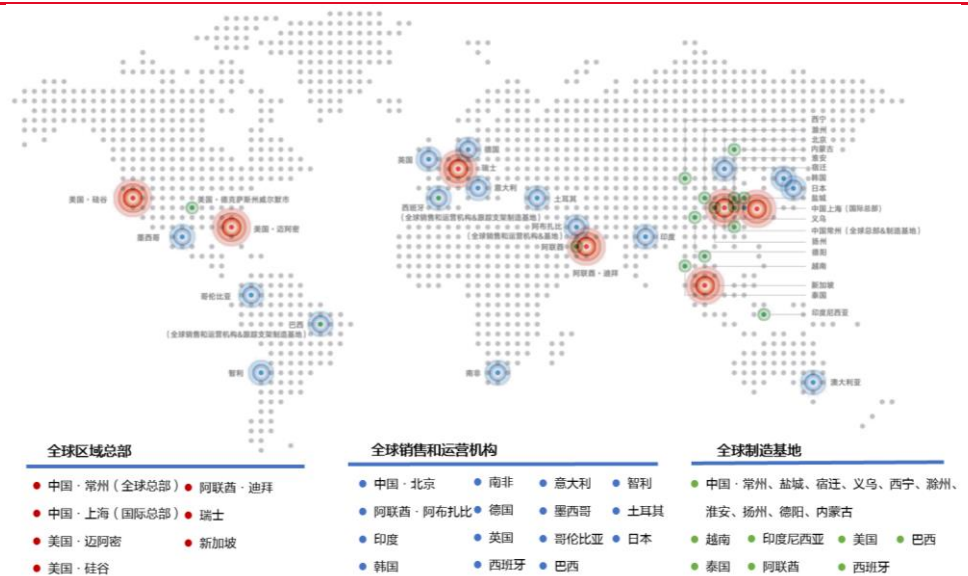 西宁
滁州
北京
内蒙古
淮安
宿迁
韩国
日本
盐城
中国上海（国际总部）
义乌
中国常州（全球总部&制造基地）
扬州
德阳
越南
新加坡
泰国
印度尼西亚
德国
英国
瑞士
意大利
西班牙
（全球销售和运营机构&跟踪支架制造基地）
土耳其
阿布扎比
（全球销售和运营机构&基地）
阿联酋
阿联酋·迪拜
印度
美国·硅谷
美国·德克萨斯州威尔默市
美国·迈阿密
墨西哥
哥伦比亚
巴西
（全球销售和运营机构&跟踪支架制造基地）
智利
南非
澳大利亚
全球区域总部
中国·常州（全球总部）
阿联酋·迪拜
中国·上海（国际总部）
瑞士
美国·迈阿密
新加坡
美国·硅谷
全球销售和运营机构
中国·北京
南非
意大利
智利
阿联酋·阿布扎比
德国
墨西哥
土耳其
印度
英国
哥伦比亚
日本
韩国
西班牙
巴西
全球制造基地
中国·常州、盐城、宿迁、义乌、西宁、滁州、
淮安、扬州、德阳、内蒙古
越南
印度尼西亚
美国
巴西
泰国
阿联酋
西班牙